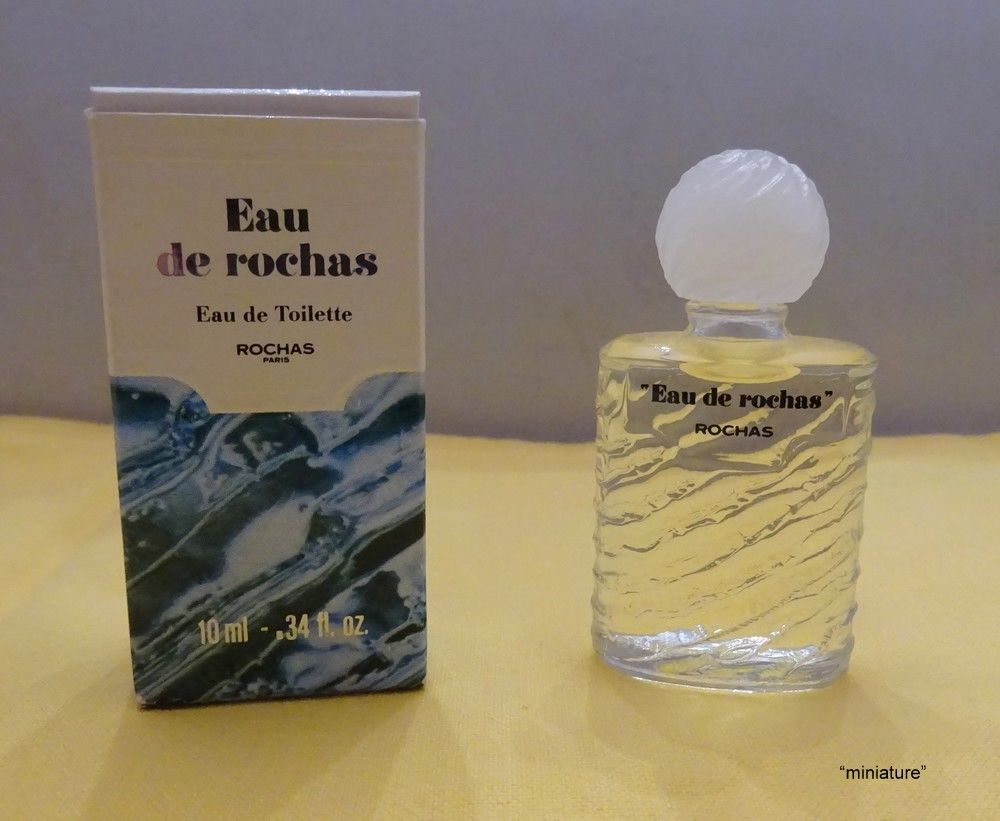 Eau
de rochas
Eau de Toilette
ROCHAS
PARIS
10 ml - .34 fl. oz.
"Eau de rochas"
ROCHAS
“miniature”